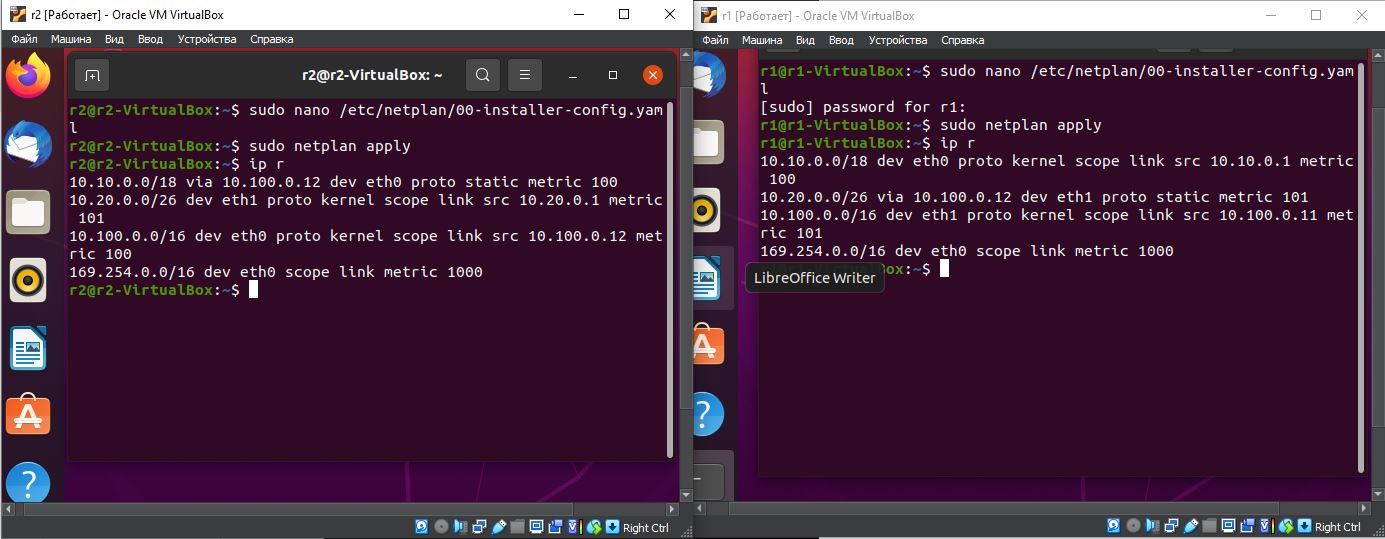 r2 [Работает] - Oracle VM VirtualBox
Файл Машина Вид Ввод Устройства Справка
r2@r2-VirtualBox: ~
r2@r2-VirtualBox:~$ sudo nano /etc/netplan/00-installer-config.yam
l
r2@r2-VirtualBox:~$ sudo netplan apply
r2@r2-VirtualBox:~$ ip r
10.10.0.0/18 via 10.100.0.12 dev eth0 proto static metric 100
10.20.0.0/26 dev eth1 proto kernel scope link src 10.20.0.1 metric
101
10.100.0.0/16 dev eth0 proto kernel scope link src 10.100.0.12 met
ric 100
169.254.0.0/16 dev eth0 scope link metric 1000
r2@r2-VirtualBox:~$
Right Ctrl
r1 [Работает] - Oracle VM VirtualBox
Файл Машина Вид Ввод Устройства Справка
r1@r1-VirtualBox:~$ sudo nano /etc/netplan/00-installer-config.yam
l
[sudo] password for r1:
r1@r1-VirtualBox:~$ sudo netplan apply
r1@r1-VirtualBox:~$ ip r
10.10.0.0/18 dev eth0 proto kernel scope link src 10.10.0.1 metric
100
10.20.0.0/26 via 10.100.0.12 dev eth1 proto static metric 101
10.100.0.0/16 dev eth1 proto kernel scope link src 10.100.0.11 met
ric 101
169.254.0.0/16 dev eth0 scope link metric 1000
ox:~$
LibreOffice Writer
Right Ctrl